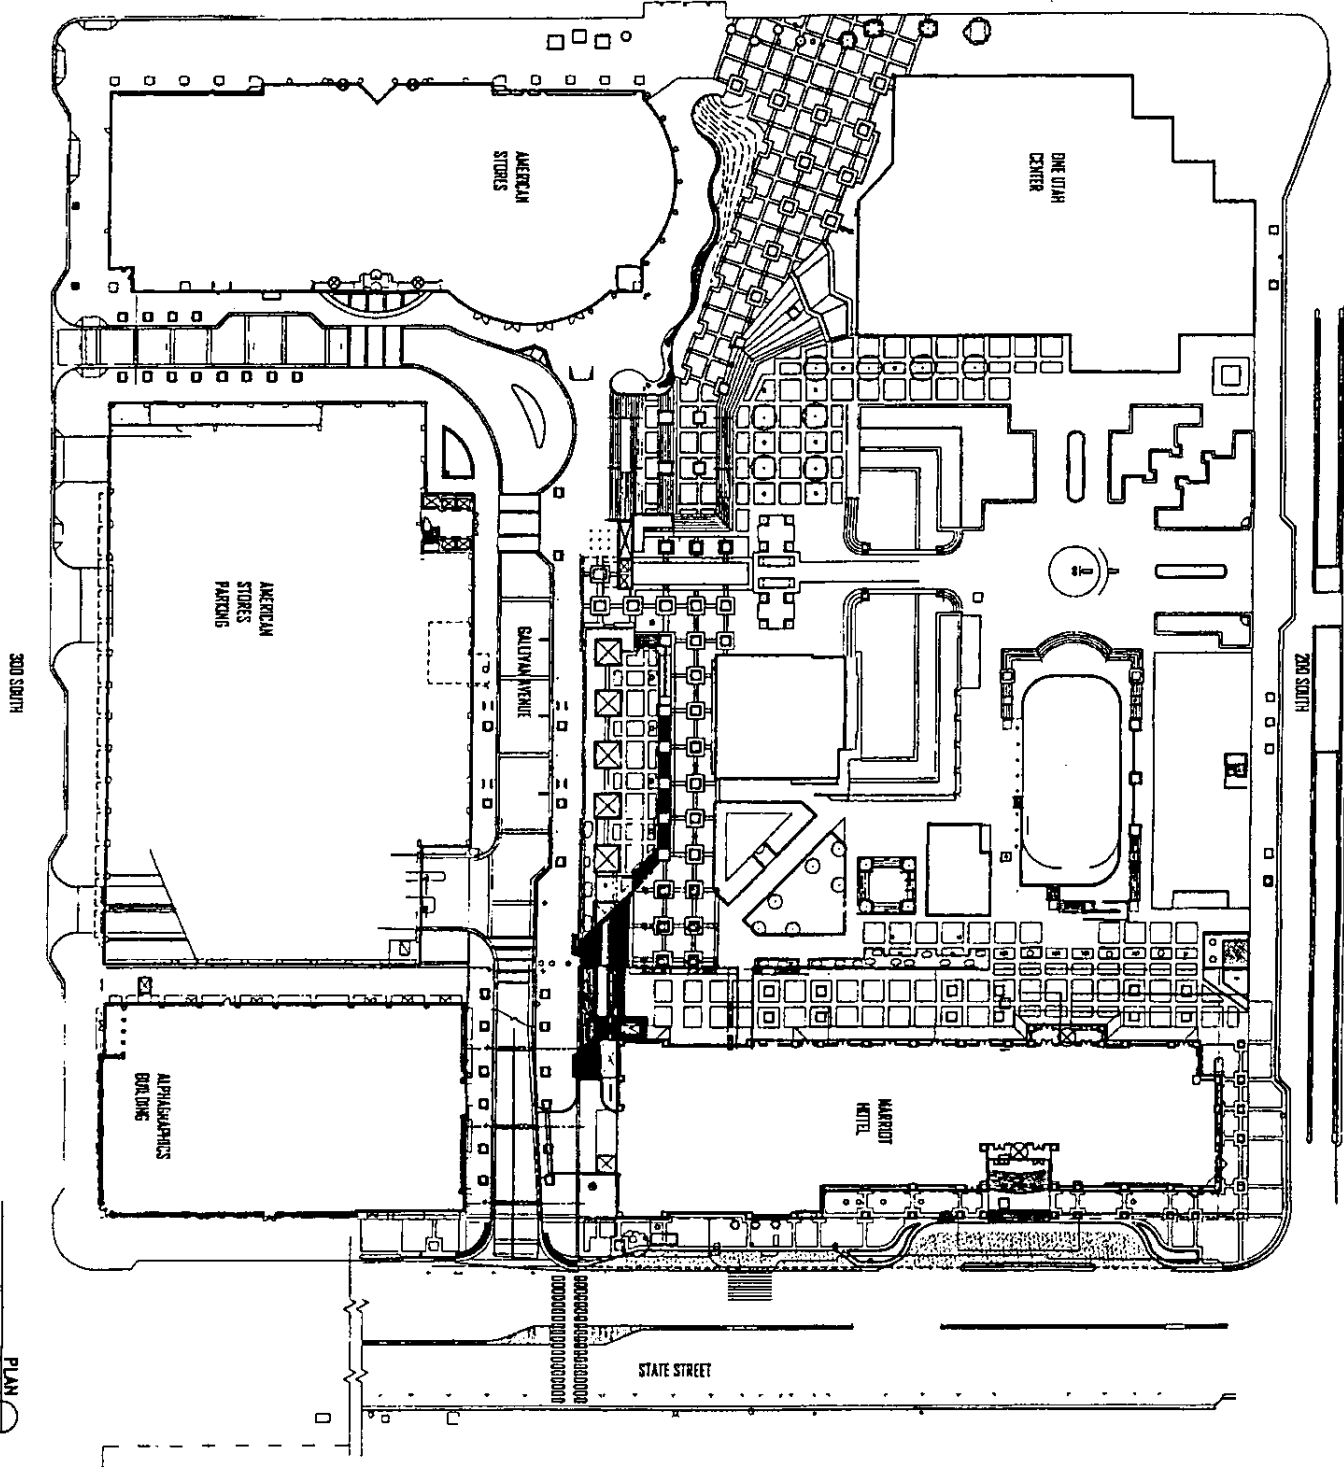 AMERICAN
STORES
ONE UTAH
CENTER
AMERICAN
STORES
PARKING
GALLIVAN AVENUE
300 SOUTH
200 SOUTH
ALPHAGRAPHICS
BUILDING
MARRIOT
HOTEL
STATE STREET
PLAN